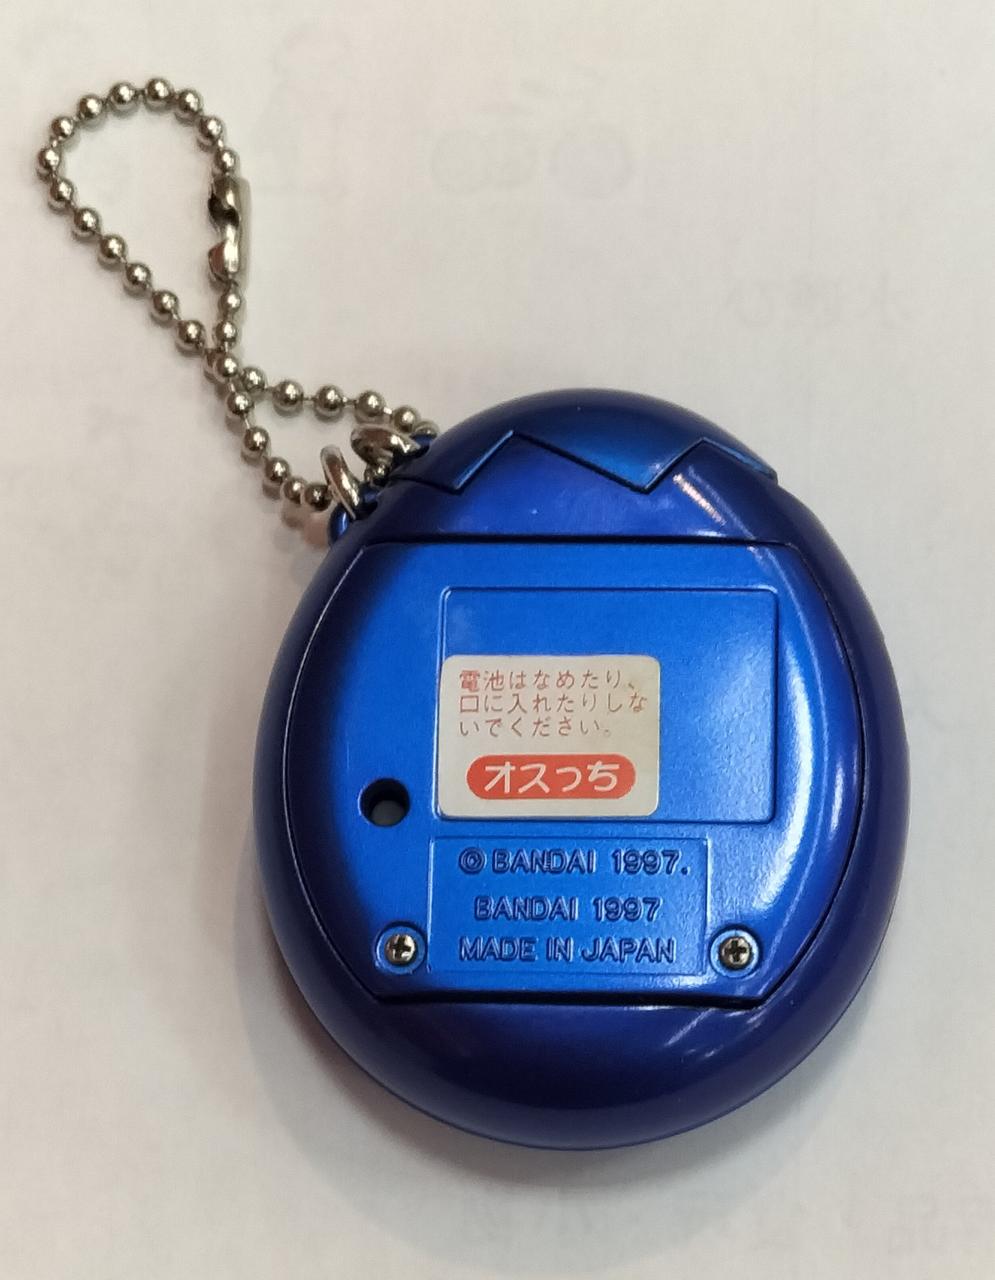 電池はなめたり、
口に入れたりしな
いでください。
オスっち
© BANDAI 1997.
BANDAI 1997
MADE IN JAPAN